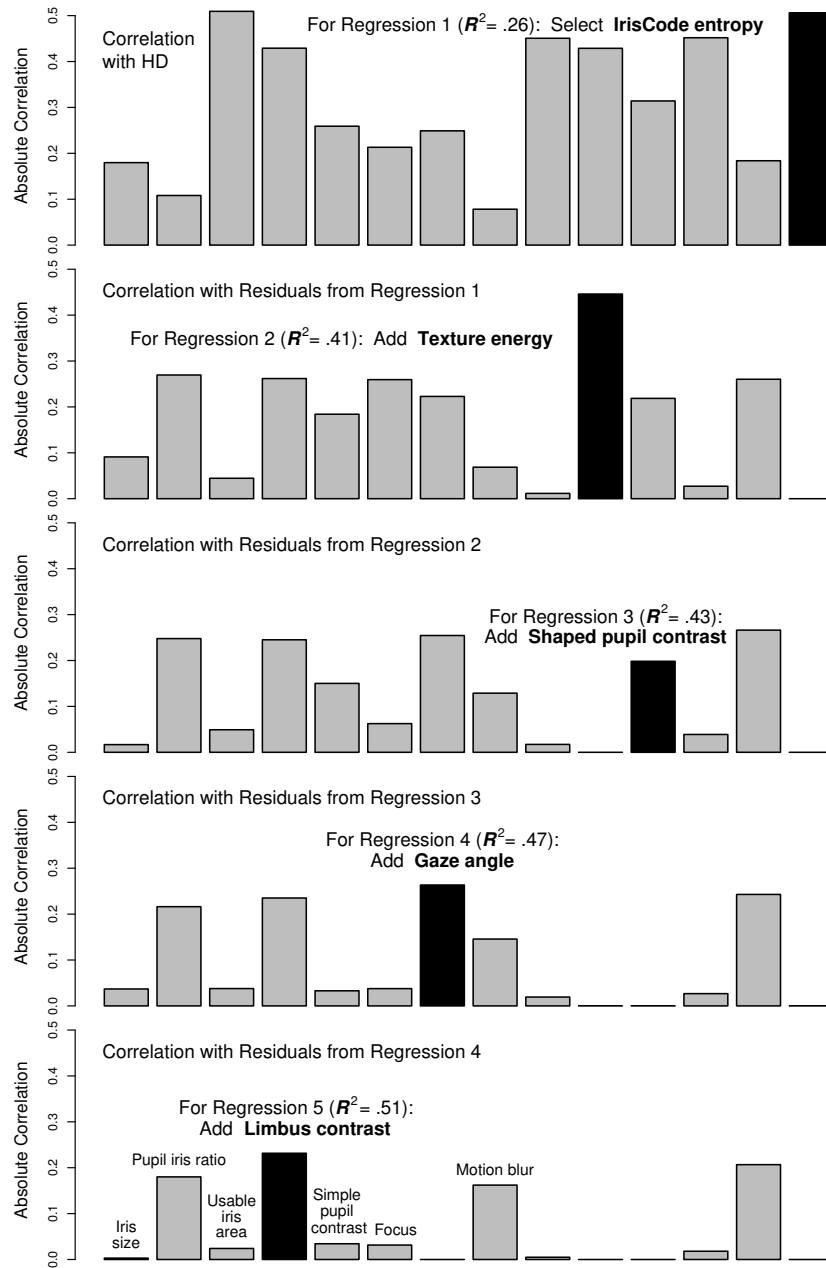 For Regression 1 (R²= .26): Select IrisCode entropy
Correlation
with HD
Absolute Correlation
0.5
0.4
0.3
0.2
0.1
0.0
Correlation with Residuals from Regression 1
For Regression 2 (R²= .41): Add Texture energy
Absolute Correlation
0.5
0.4
0.3
0.2
0.1
0.0
Correlation with Residuals from Regression 2
For Regression 3 (R²= .43):
Add Shaped pupil contrast
Absolute Correlation
0.5
0.4
0.3
0.2
0.1
0.0
Correlation with Residuals from Regression 3
For Regression 4 (R²= .47):
Add Gaze angle
Absolute Correlation
0.5
0.4
0.3
0.2
0.1
0.0
Correlation with Residuals from Regression 4
For Regression 5 (R²= .51):
Add Limbus contrast
Absolute Correlation
0.5
0.4
0.3
0.2
0.1
0.0
Iris
size
Pupil iris ratio
Usable
iris
area
Simple
pupil
contrast
Focus
Motion blur